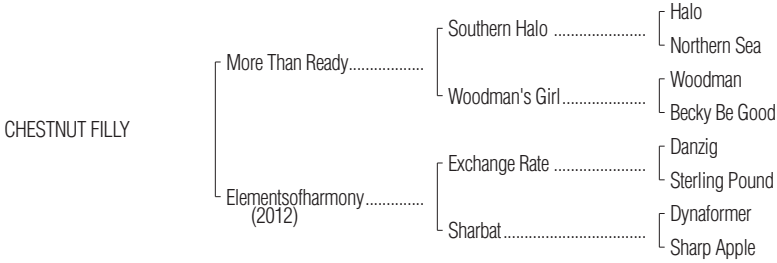 Halo
Southern Halo ......................
Northern Sea
More Than Ready..................
Woodman
Woodman's Girl....................
Becky Be Good
CHESTNUT FILLY
Danzig
Exchange Rate ......................
Sterling Pound
Elementsofharmony..............
(2012)
Dynaformer
Sharbat..................................
Sharp Apple